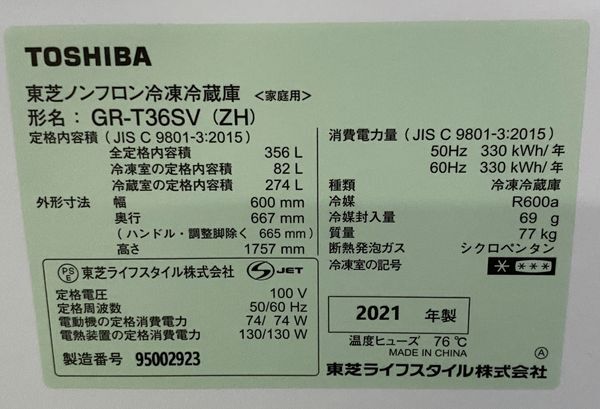 TOSHIBA
東芝ノンフロン冷凍冷蔵庫 <家庭用>
形名：GR-T36SV (ZH)
定格内容積 (JIS C 9801-3:2015)
全定格内容積 356 L
冷凍室の定格内容積 82 L
冷蔵室の定格内容積 274 L
外形寸法 幅 600 mm
奥行 667 mm
(ハンドル・調整脚除く 665 mm)
高さ 1757 mm
消費電力量 (JIS C 9801-3:2015)
50Hz 330 kWh/年
60Hz 330 kWh/年
種類 冷凍冷蔵庫
冷媒 R600a
冷媒封入量 69 g
質量 77 kg
断熱発泡ガス シクロペンタン
冷凍室の記号 * ***
PS E 東芝ライフスタイル株式会社 JET
定格電圧 100 V
定格周波数 50/60 Hz
電動機の定格消費電力 74/ 74 W
電熱装置の定格消費電力 130/130 W
製造番号 95002923
2021 年製
温度ヒューズ 76 ℃
MADE IN CHINA Ⓐ
東芝ライフスタイル株式会社